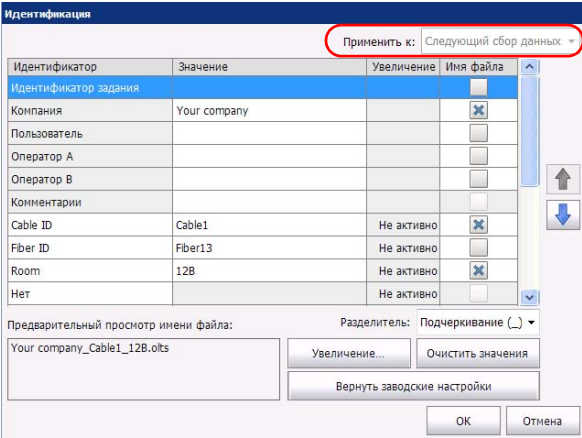 Идентификация
Применить к: Следующий сбор данных
Идентификатор Значение Увеличение Имя файла
Идентификатор задания
Компания Your company
Пользователь
Оператор A
Оператор B
Комментарии
Cable ID Cable1 Не активно
Fiber ID Fiber13 Не активно
Room 12B Не активно
Нет Не активно
Предварительный просмотр имени файла: Разделитель: Подчеркивание (_)
Your company_Cable1_12B.olts
Увеличение... Очистить значения
Вернуть заводские настройки
OK Отмена